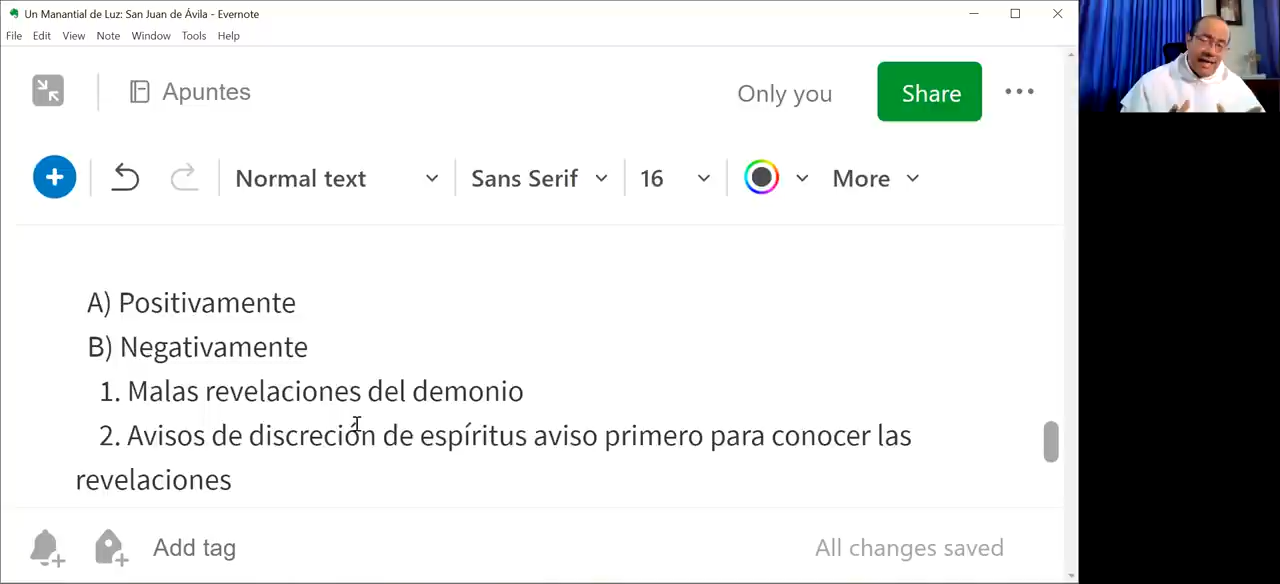 Un Manantial de Luz: San Juan de Ávila - Evernote
File Edit View Note Window Tools Help
Apuntes
Only you
Share
Normal text
Sans Serif
16
More
A) Positivamente
B) Negativamente
1. Malas revelaciones del demonio
2. Avisos de discreción de espíritus aviso primero para conocer las
revelaciones
Add tag
All changes saved